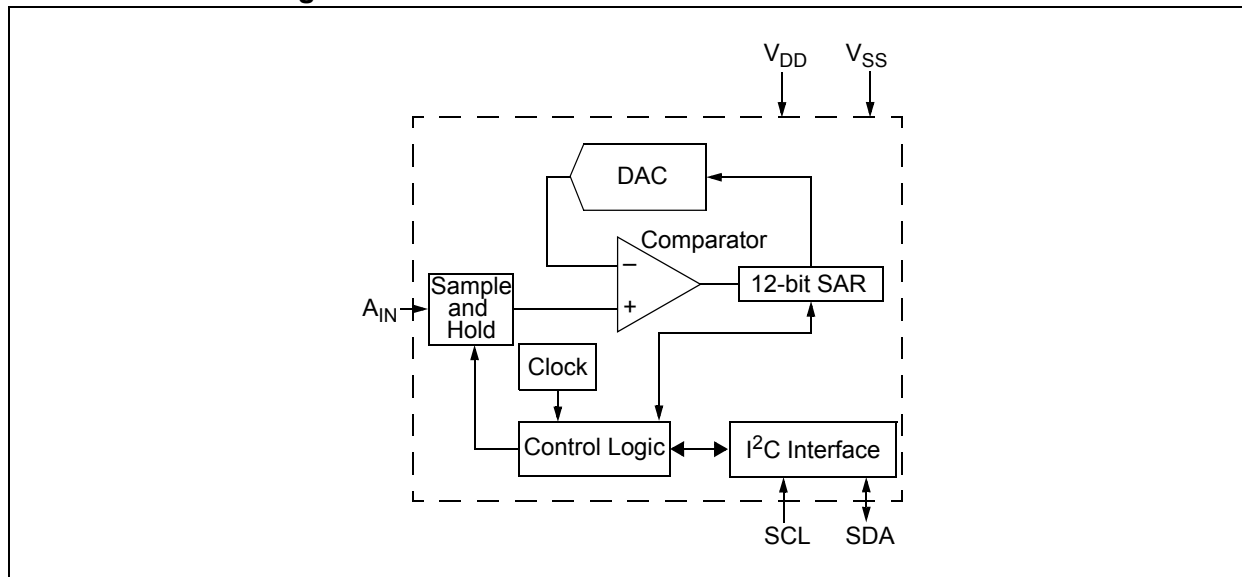 V_DD V_SS
DAC
Comparator
−
12-bit SAR
Sample
and
Hold
A_IN
+
Clock
Control Logic
I²C Interface
SCL SDA